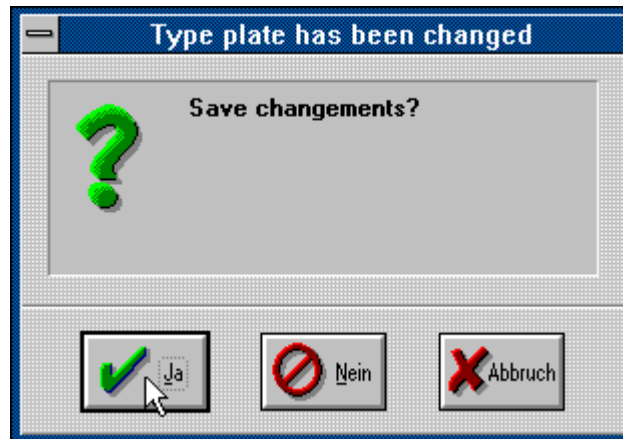 Type plate has been changed
Save changements?
Ja
Nein
Abbruch